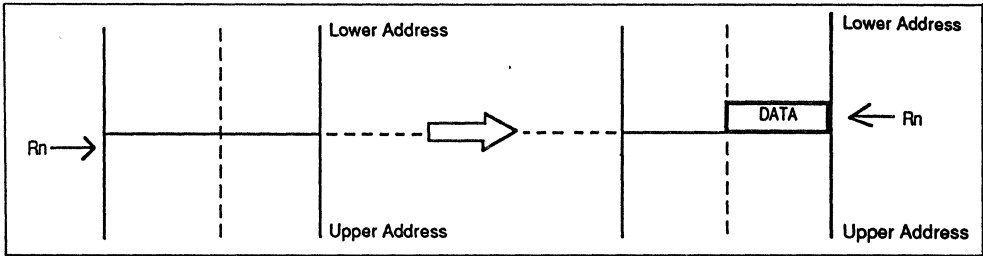 Lower Address
Rn
Upper Address
Lower Address
DATA
Rn
Upper Address